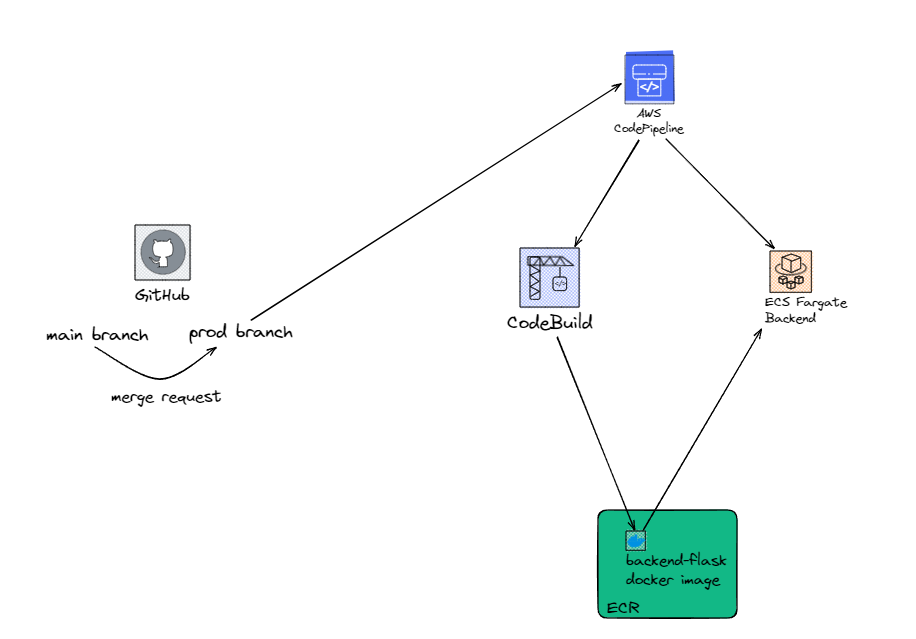 AWS
CodePipeline
GitHub
main branch
prod branch
merge request
CodeBuild
ECS Fargate
Backend
backend-flask
docker image
ECR